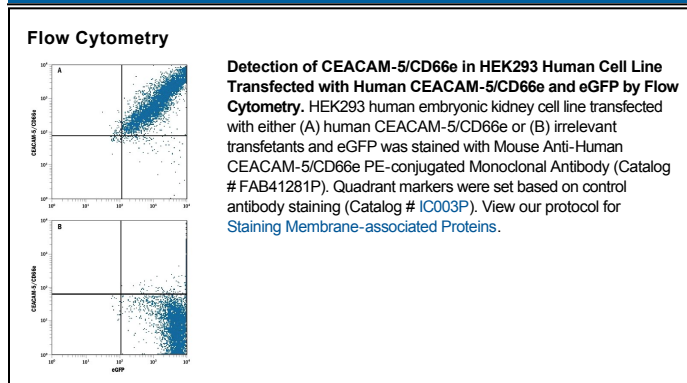 Flow Cytometry
Detection of CEACAM-5/CD66e in HEK293 Human Cell Line
Transfected with Human CEACAM-5/CD66e and eGFP by Flow
Cytometry. HEK293 human embryonic kidney cell line transfected
with either (A) human CEACAM-5/CD66e or (B) irrelevant
transfetants and eGFP was stained with Mouse Anti-Human
CEACAM-5/CD66e PE-conjugated Monoclonal Antibody (Catalog
# FAB41281P). Quadrant markers were set based on control
antibody staining (Catalog # IC003P). View our protocol for
Staining Membrane-associated Proteins.
A
CEACAM-5/CD66e
B
CEACAM-5/CD66e
eGFP